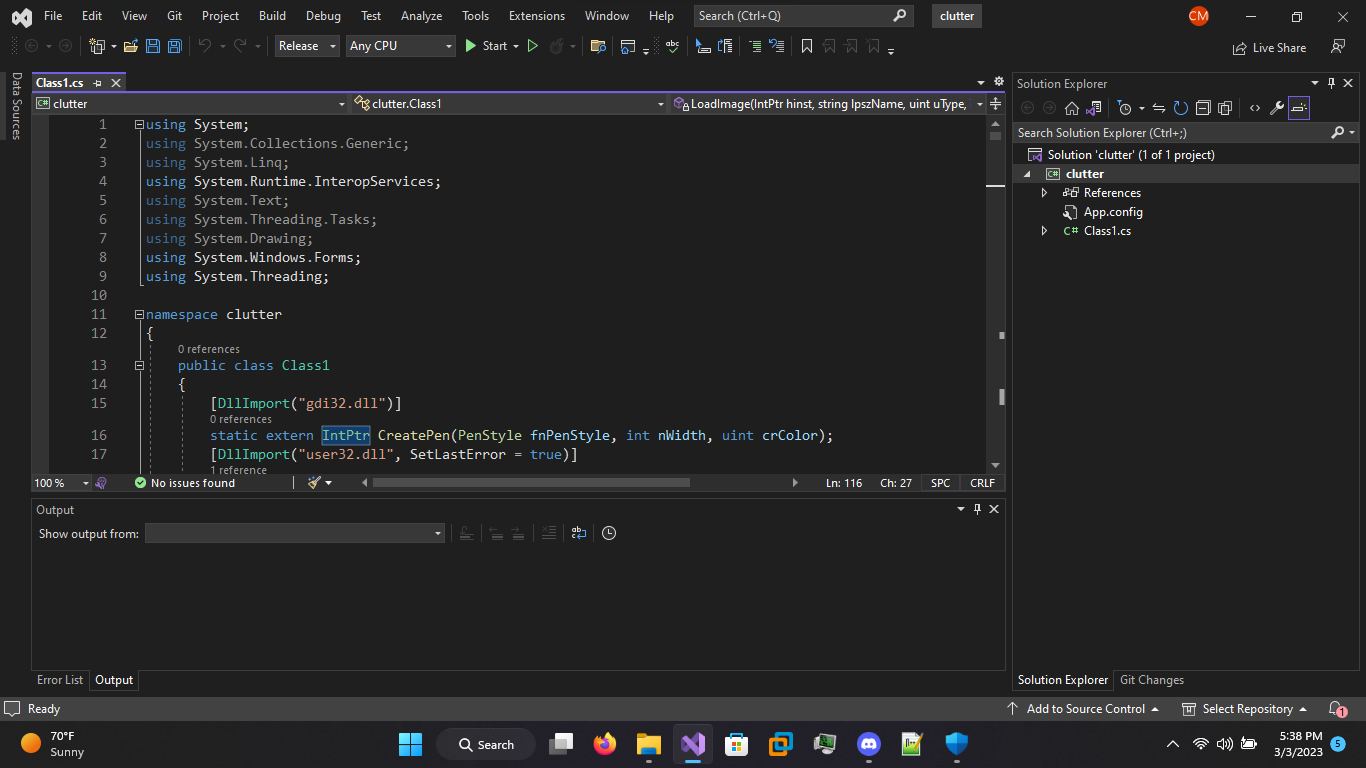 File Edit View Git Project Build Debug Test Analyze Tools Extensions Window Help Search (Ctrl+Q) clutter CM
Release Any CPU Start Live Share
Data Sources
Class1.cs
clutter clutter.Class1 LoadImage(IntPtr hinst, string lpszName, uint uType,
1 using System;
2 using System.Collections.Generic;
3 using System.Linq;
4 using System.Runtime.InteropServices;
5 using System.Text;
6 using System.Threading.Tasks;
7 using System.Drawing;
8 using System.Windows.Forms;
9 using System.Threading;
10
11 namespace clutter
12 {
0 references
13 public class Class1
14 {
15 [DllImport("gdi32.dll")]
0 references
16 static extern IntPtr CreatePen(PenStyle fnPenStyle, int nWidth, uint crColor);
17 [DllImport("user32.dll", SetLastError = true)]
1 reference
100 % No issues found Ln: 116 Ch: 27 SPC CRLF
Output
Show output from:
Error List Output
Solution Explorer
Search Solution Explorer (Ctrl+;)
Solution 'clutter' (1 of 1 project)
C# clutter
References
App.config
C# Class1.cs
Solution Explorer Git Changes
Ready Add to Source Control Select Repository 1
70°F
Sunny
Search
5:38 PM
3/3/2023
5